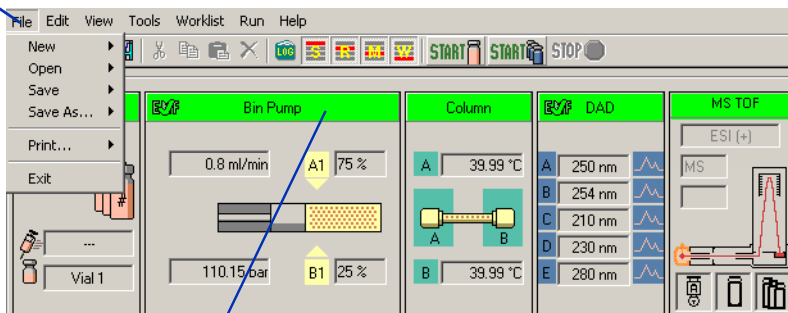 File Edit View Tools Worklist Run Help
New
Open
Save
Save As...
Print...
Exit
LOG
S R M W
START START STOP
EMF Bin Pump
0.8 ml/min A1 75 %
110.15 bar B1 25 %
#
---
Vial 1
Column
A 39.99 °C
A B
B 39.99 °C
EMF DAD
A 250 nm
B 254 nm
C 210 nm
D 230 nm
E 280 nm
MS TOF
ESI (+)
MS